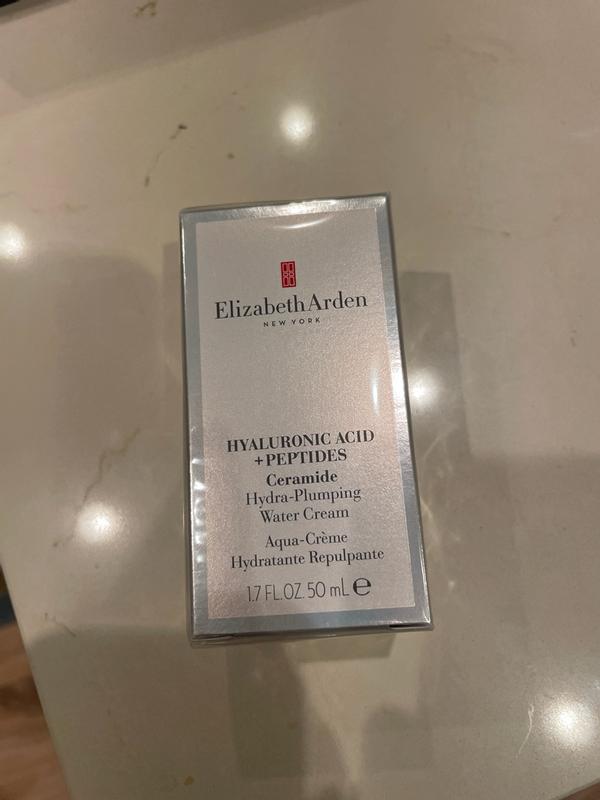 Elizabeth Arden
NEW YORK
HYALURONIC ACID
+PEPTIDES
Ceramide
Hydra-Plumping
Water Cream
Aqua-Crème
Hydratante Repulpante
1.7 FL.OZ. 50 mL ℮